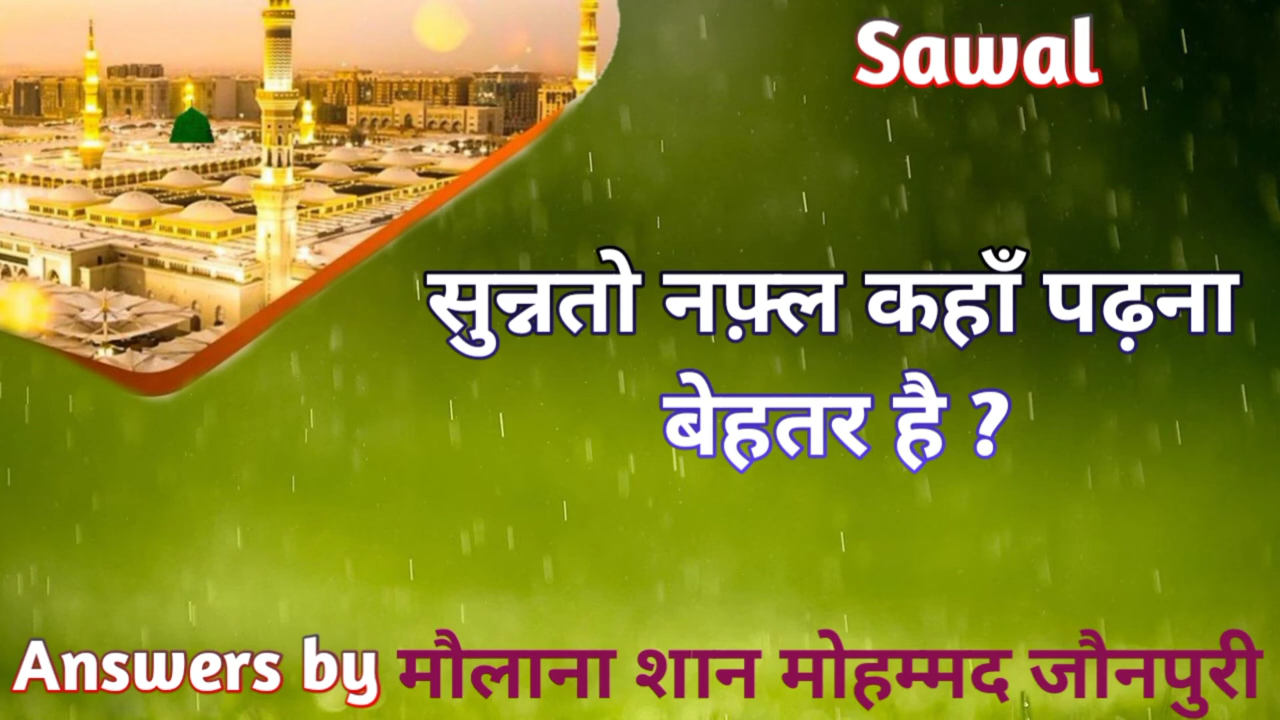 Sawal
सुन्नतो नफ़्ल कहाँ पढ़ना
बेहतर है ?
Answers by मौलाना शान मोहम्मद जौनपुरी